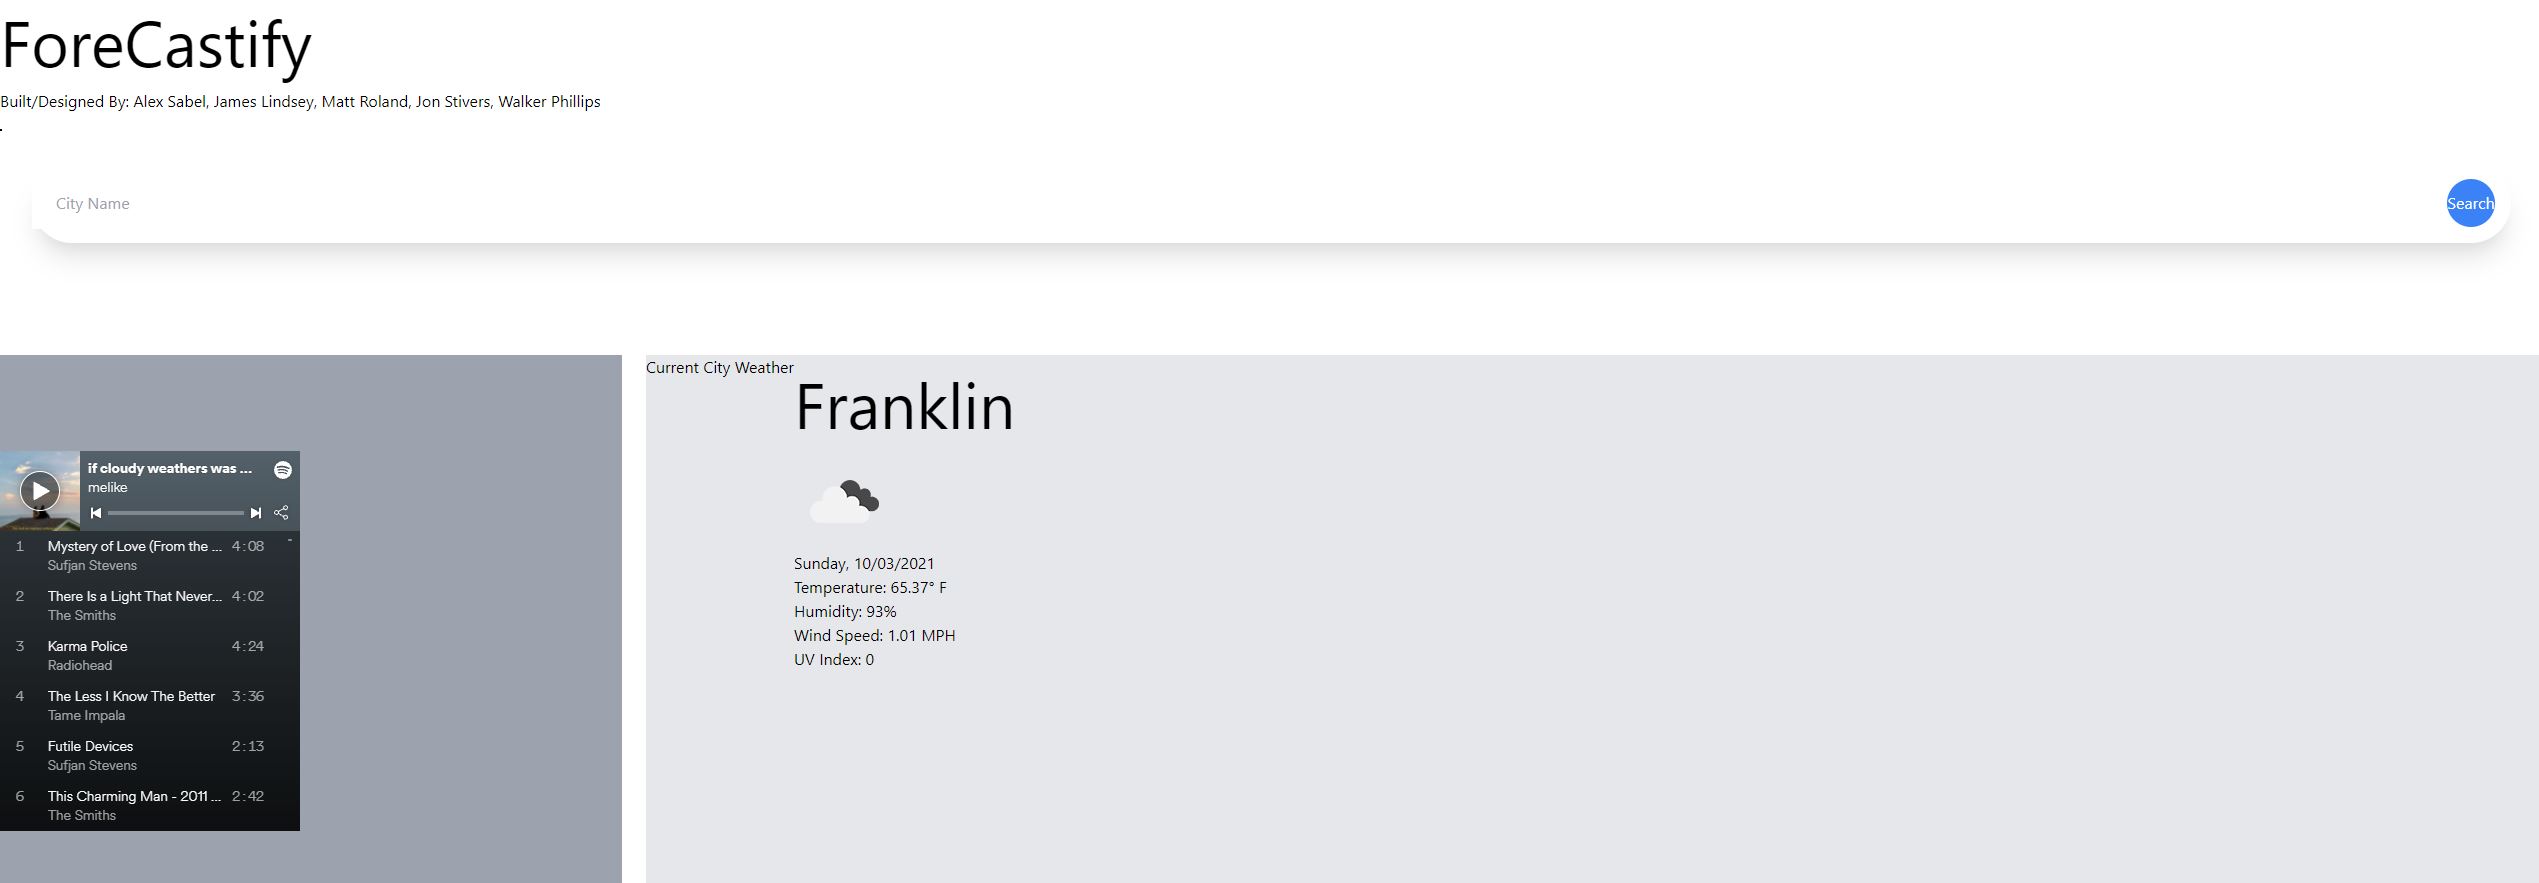 ForeCastify
Built/Designed By: Alex Sabel, James Lindsey, Matt Roland, Jon Stivers, Walker Phillips
City Name
Search
if cloudy weathers was ...
melike
1 Mystery of Love (From the ... 4:08
Sufjan Stevens
2 There Is a Light That Never... 4:02
The Smiths
3 Karma Police 4:24
Radiohead
4 The Less I Know The Better 3:36
Tame Impala
5 Futile Devices 2:13
Sufjan Stevens
6 This Charming Man - 2011 ... 2:42
The Smiths
Current City Weather
Franklin
Sunday, 10/03/2021
Temperature: 65.37° F
Humidity: 93%
Wind Speed: 1.01 MPH
UV Index: 0